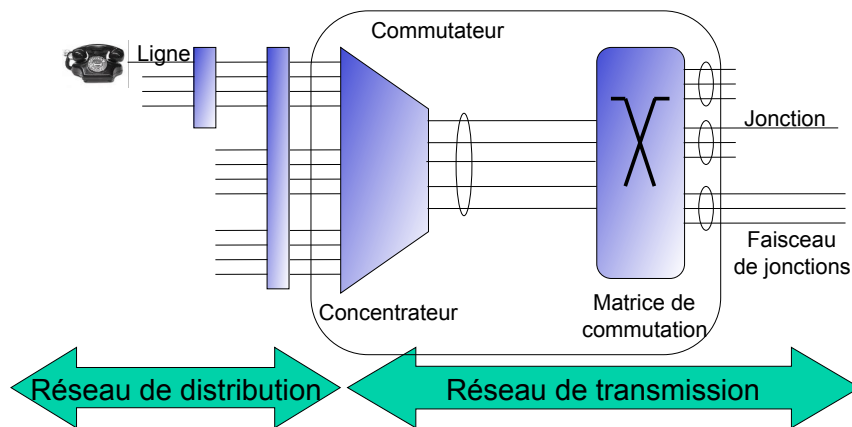 Commutateur
Ligne
Jonction
Faisceau
de jonctions
Concentrateur
Matrice de
commutation
Réseau de distribution
Réseau de transmission